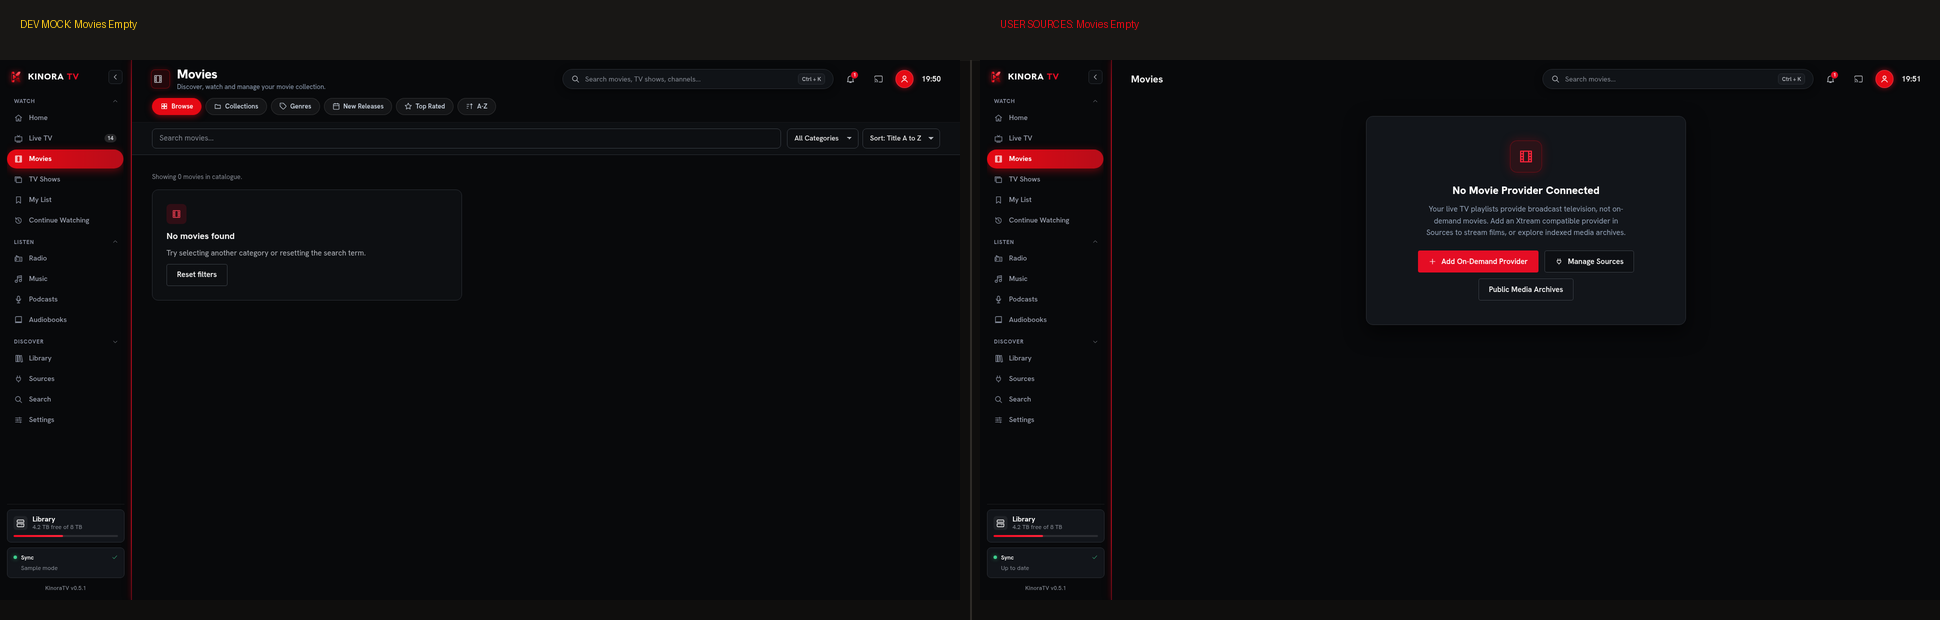 DEV MOCK: Movies Empty
KINORA TV
WATCH
Home
Live TV
14
Movies
TV Shows
My List
Continue Watching
LISTEN
Radio
Music
Podcasts
Audiobooks
DISCOVER
Library
Sources
Search
Settings
Library
4.2 TB free of 8 TB
Sync
Sample mode
KinoraTV v0.5.1
Movies
Discover, watch and manage your movie collection.
Search movies, TV shows, channels...
Ctrl + K
1
19:50
Browse
Collections
Genres
New Releases
Top Rated
A-Z
Search movies...
All Categories
Sort: Title A to Z
Showing 0 movies in catalogue.
No movies found
Try selecting another category or resetting the search term.
Reset filters
USER SOURCES: Movies Empty
KINORA TV
WATCH
Home
Live TV
Movies
TV Shows
My List
Continue Watching
LISTEN
Radio
Music
Podcasts
Audiobooks
DISCOVER
Library
Sources
Search
Settings
Library
4.2 TB free of 8 TB
Sync
Up to date
KinoraTV v0.5.1
Movies
Search movies...
Ctrl + K
1
19:51
No Movie Provider Connected
Your live TV playlists provide broadcast television, not on-
demand movies. Add an Xtream compatible provider in
Sources to stream films, or explore indexed media archives.
Add On-Demand Provider
Manage Sources
Public Media Archives